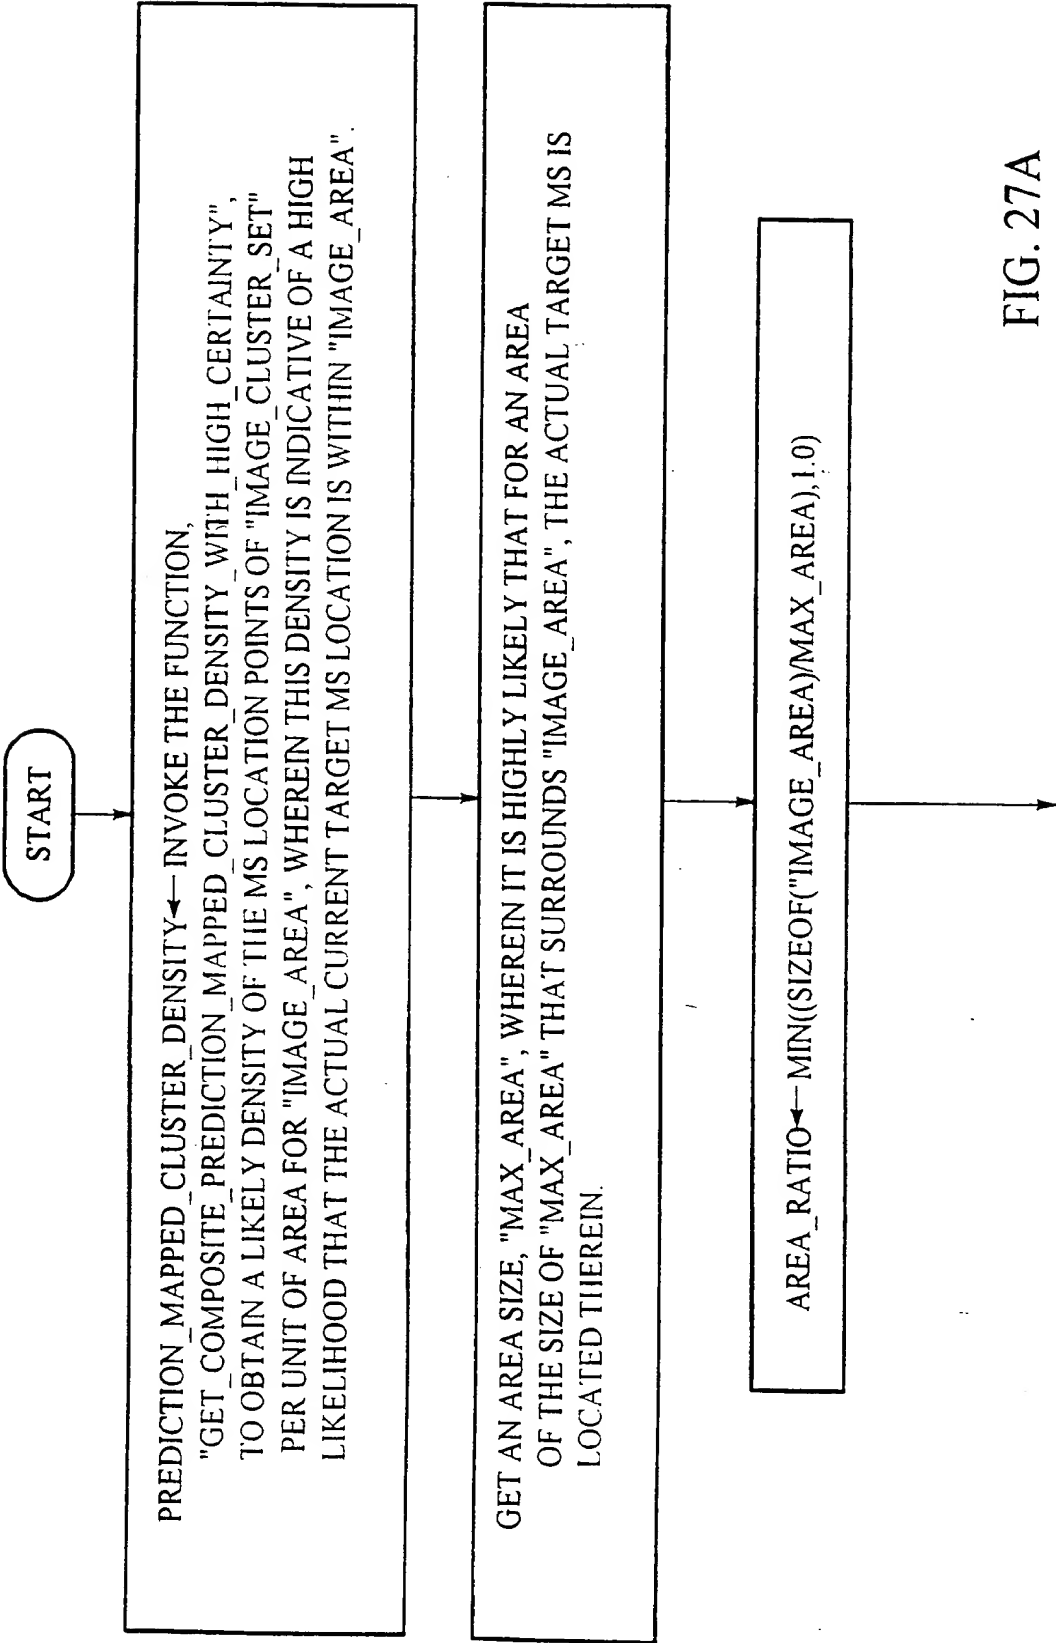 START
PREDICTION_MAPPED_CLUSTER_DENSITY← INVOKE THE FUNCTION,
"GET_COMPOSITE_PREDICTION_MAPPED_CLUSTER_DENSITY_WITH_HIGH_CERTAINTY",
TO OBTAIN A LIKELY DENSITY OF THE MS LOCATION POINTS OF "IMAGE_CLUSTER_SET"
PER UNIT OF AREA FOR "IMAGE_AREA", WHEREIN THIS DENSITY IS INDICATIVE OF A HIGH
LIKELIHOOD THAT THE ACTUAL CURRENT TARGET MS LOCATION IS WITHIN "IMAGE_AREA".
GET AN AREA SIZE, "MAX_AREA", WHEREIN IT IS HIGHLY LIKELY THAT FOR AN AREA
OF THE SIZE OF "MAX_AREA" THAT SURROUNDS "IMAGE_AREA", THE ACTUAL TARGET MS IS
LOCATED THEREIN.
AREA_RATIO← MIN((SIZEOF("IMAGE_AREA)/MAX_AREA),1.0)
FIG. 27A